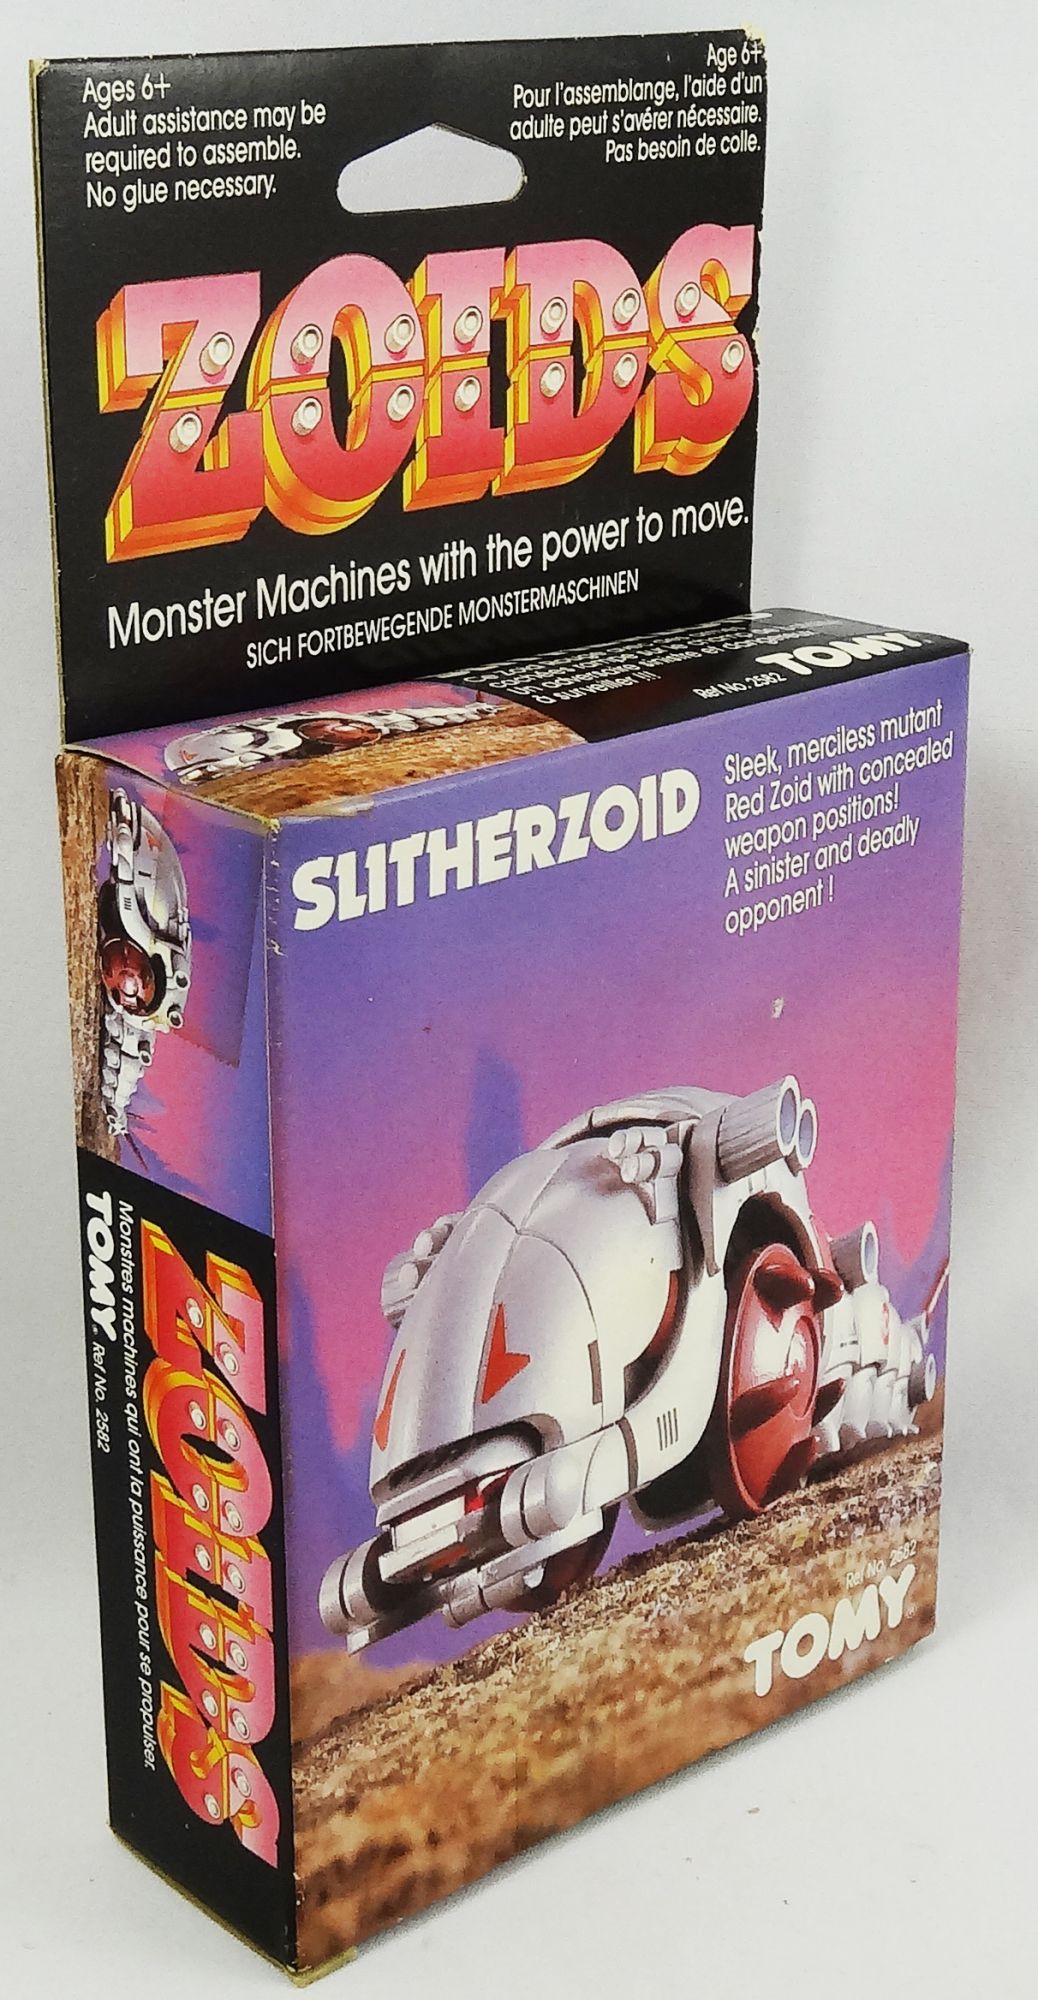 Ages 6+
Adult assistance may be
required to assemble.
No glue necessary.
Age 6+
Pour l'assemblange, l'aide d'un
adulte peut s'avérer nécessaire.
Pas besoin de colle.
ZOIDS
Monster Machines with the power to move.
SICH FORTBEWEGENDE MONSTERMASCHINEN
à surveiller !!
Ref No. 2582 TOMY
SLITHERZOID
Sleek, merciless mutant
Red Zoid with concealed
weapon positions!
A sinister and deadly
opponent !
Ref No. 2582
TOMY
ZOIDS
Monstres machines qui ont la puissance pour se propulser.
TOMY Ref No. 2582